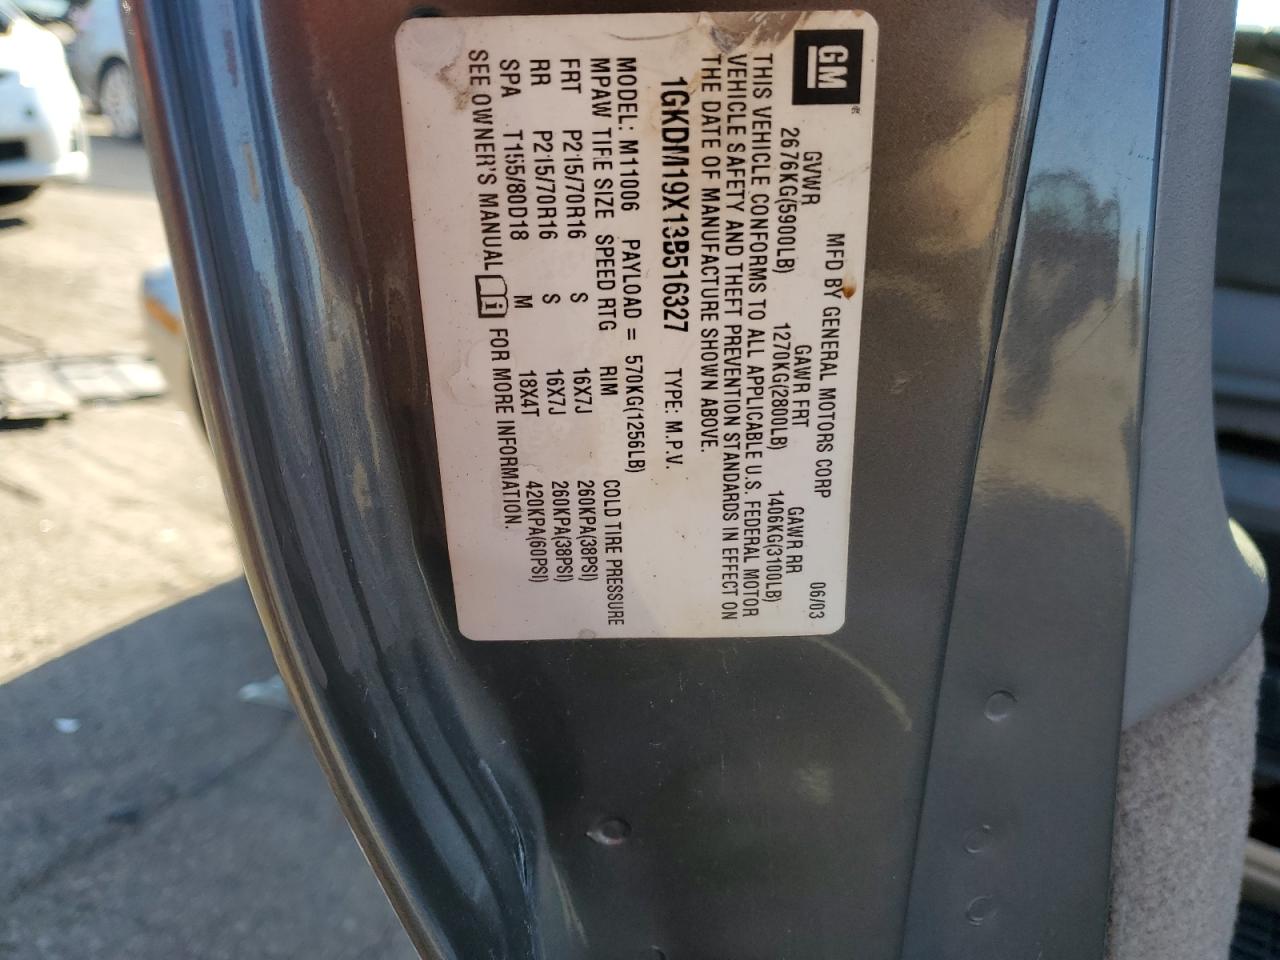 GM
MFD BY GENERAL MOTORS CORP 06/03
GVWR GAWR FRT GAWR RR
2676KG(5900LB) 1270KG(2800LB) 1406KG(3100LB)
THIS VEHICLE CONFORMS TO ALL APPLICABLE U.S. FEDERAL MOTOR
VEHICLE SAFETY AND THEFT PREVENTION STANDARDS IN EFFECT ON
THE DATE OF MANUFACTURE SHOWN ABOVE.
1GKDM19X13B516327 TYPE: M.P.V.
MODEL: M11006 PAYLOAD = 570KG(1256LB)
MPAW TIRE SIZE SPEED RTG RIM COLD TIRE PRESSURE
FRT P215/70R16 S 16X7J 260KPA(38PSI)
RR P215/70R16 S 16X7J 260KPA(38PSI)
SPA T155/80D18 M 18X4T 420KPA(60PSI)
SEE OWNER'S MANUAL i FOR MORE INFORMATION.